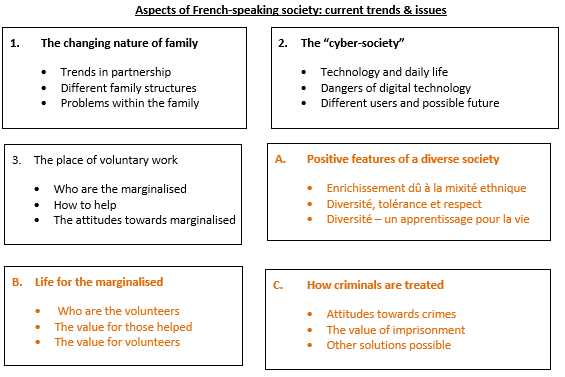 Aspects of French-speaking society: current trends & issues
1. The changing nature of family
• Trends in partnership
• Different family structures
• Problems within the family
2. The “cyber-society”
• Technology and daily life
• Dangers of digital technology
• Different users and possible future
3. The place of voluntary work
• Who are the marginalised
• How to help
• The attitudes towards marginalised
A. Positive features of a diverse society
• Enrichissement dû à la mixité ethnique
• Diversité, tolérance et respect
• Diversité – un apprentissage pour la vie
B. Life for the marginalised
• Who are the volunteers
• The value for those helped
• The value for volunteers
C. How criminals are treated
• Attitudes towards crimes
• The value of imprisonment
• Other solutions possible